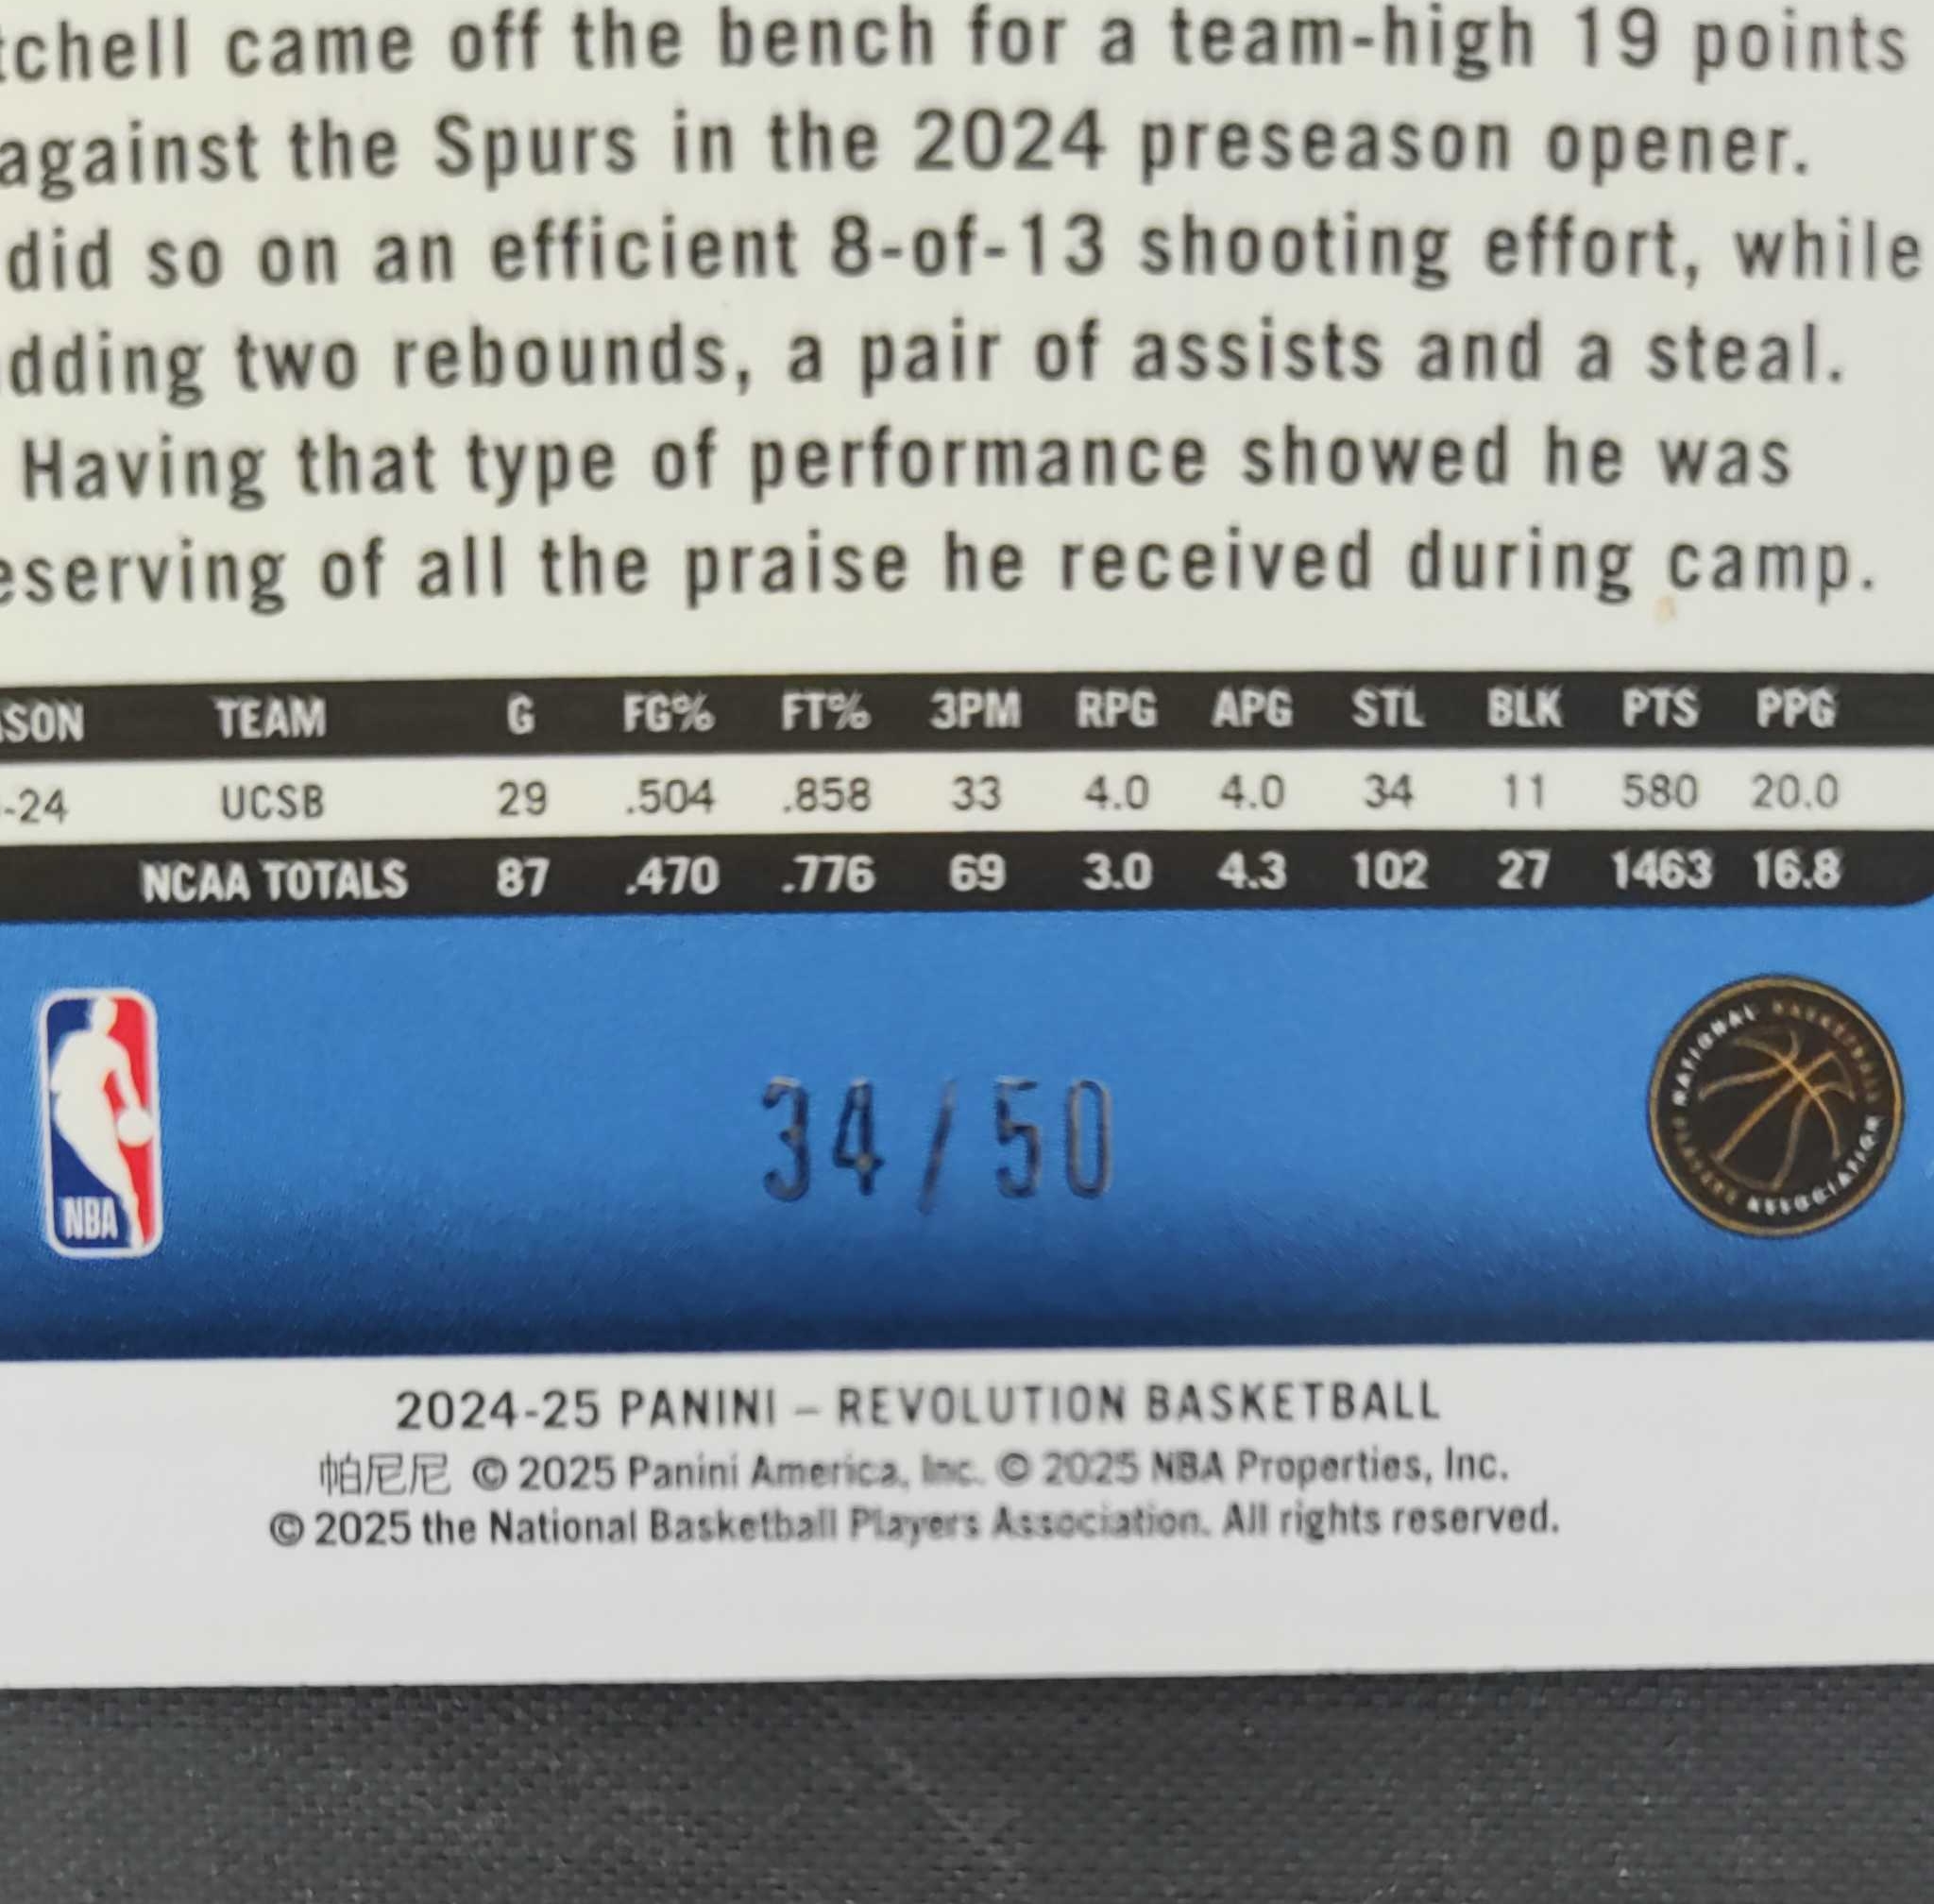 tchell came off the bench for a team-high 19 points
against the Spurs in the 2024 preseason opener.
did so on an efficient 8-of-13 shooting effort, while
dding two rebounds, a pair of assists and a steal.
Having that type of performance showed he was
eserving of all the praise he received during camp.
SON TEAM G FG% FT% 3PM RPG APG STL BLK PTS PPG
-24 UCSB 29 .504 .858 33 4.0 4.0 34 11 580 20.0
NCAA TOTALS 87 .470 .776 69 3.0 4.3 102 27 1463 16.8
NATIONAL BASKETBALL PLAYERS ASSOCIATION
34/50
NBA
2024-25 PANINI – REVOLUTION BASKETBALL
帕尼尼 © 2025 Panini America, Inc. © 2025 NBA Properties, Inc.
© 2025 the National Basketball Players Association. All rights reserved.